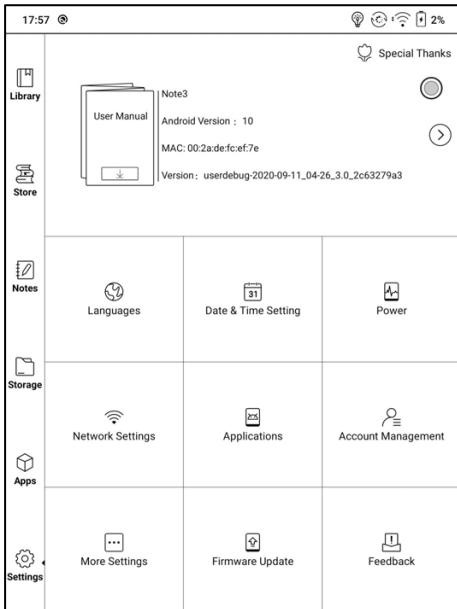 17:57
2%
Special Thanks
User Manual
Note3
Android Version： 10
MAC: 00:2a:de:fc:ef:7e
Version： userdebug-2020-09-11_04-26_3.0_2c63279a3
Library
Store
Notes
Storage
Apps
Settings
Languages
31
Date & Time Setting
Power
Network Settings
Applications
Account Management
More Settings
Firmware Update
Feedback